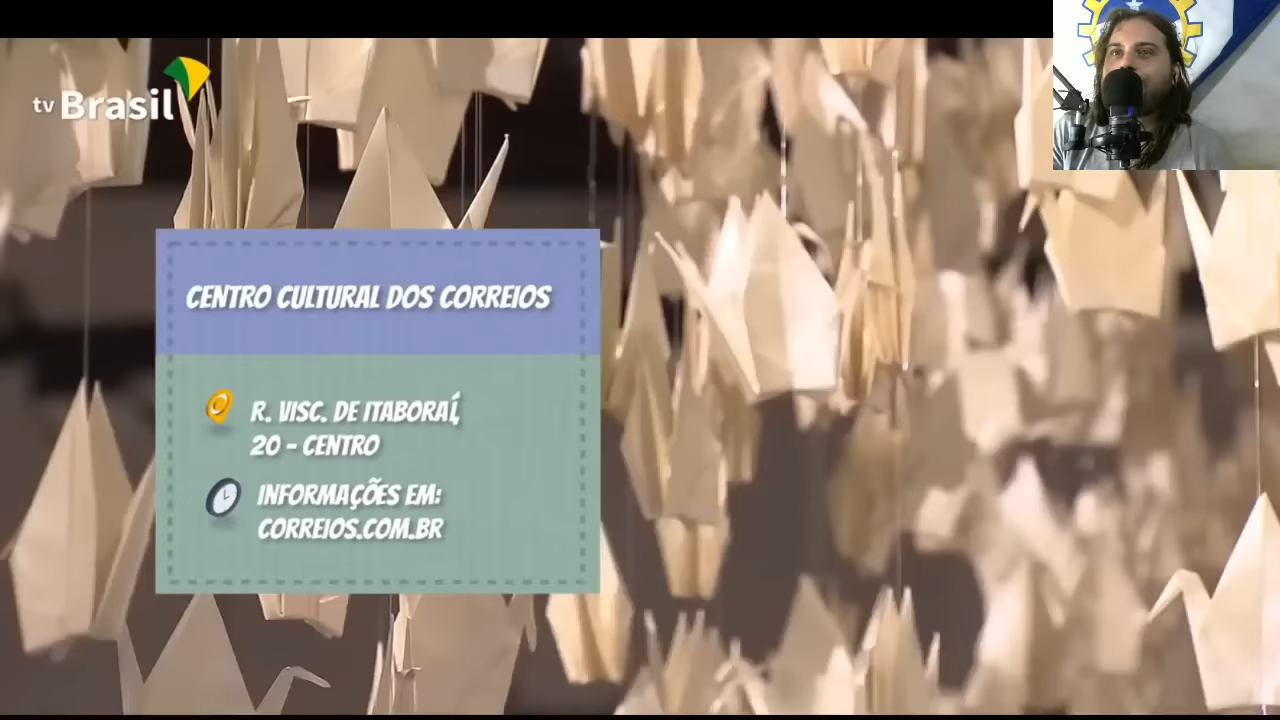 tv Brasil
CENTRO CULTURAL DOS CORREIOS
R. VISC. DE ITABORAÍ,
20 - CENTRO
INFORMAÇÕES EM:
CORREIOS.COM.BR